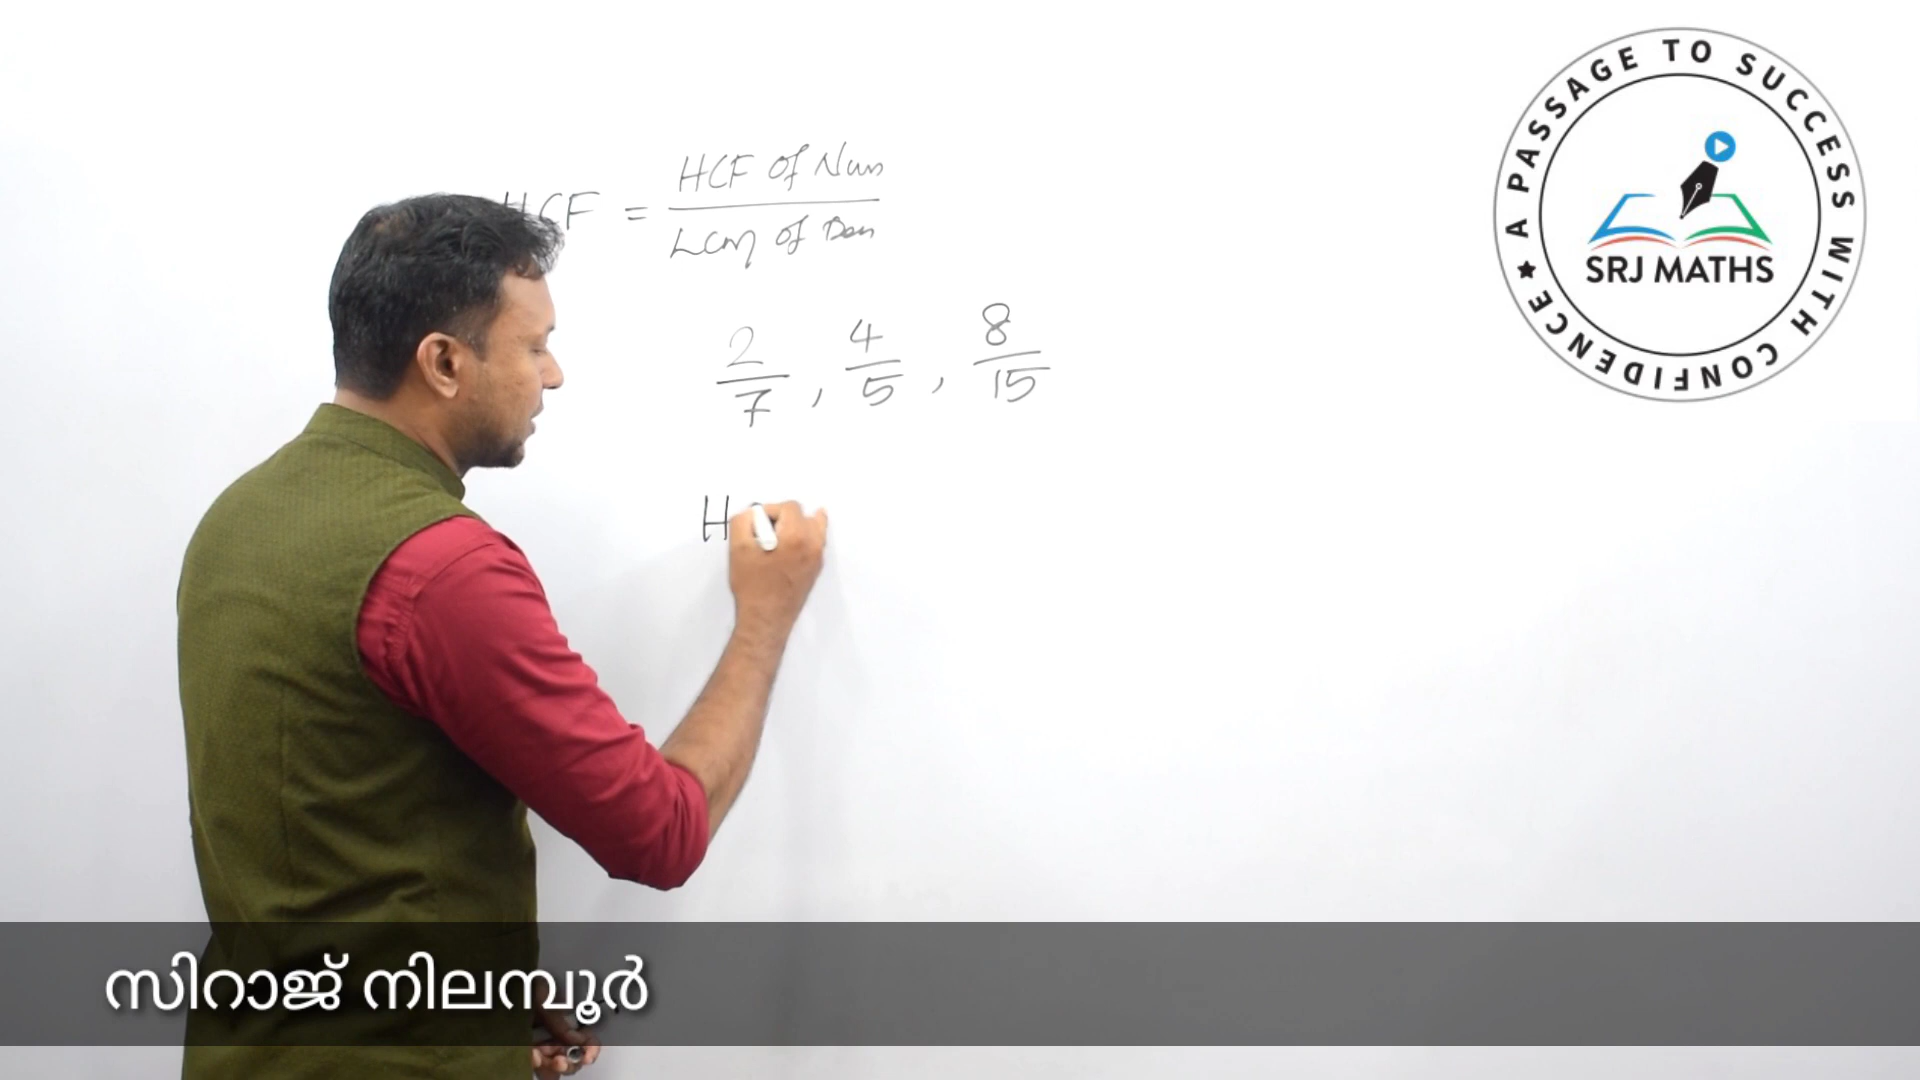 HCF = HCF of Num
Lcm of Den
2/7 , 4/5 , 8/15
H
A PASSAGE TO SUCCESS WITH CONFIDENCE
SRJ MATHS
സിറാജ് നിലമ്പൂർ